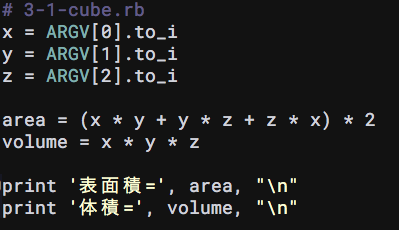 # 3-1-cube.rb
x = ARGV[0].to_i
y = ARGV[1].to_i
z = ARGV[2].to_i
area = (x * y + y * z + z * x) * 2
volume = x * y * z
print '表面積=', area, "\n"
print '体積=', volume, "\n"